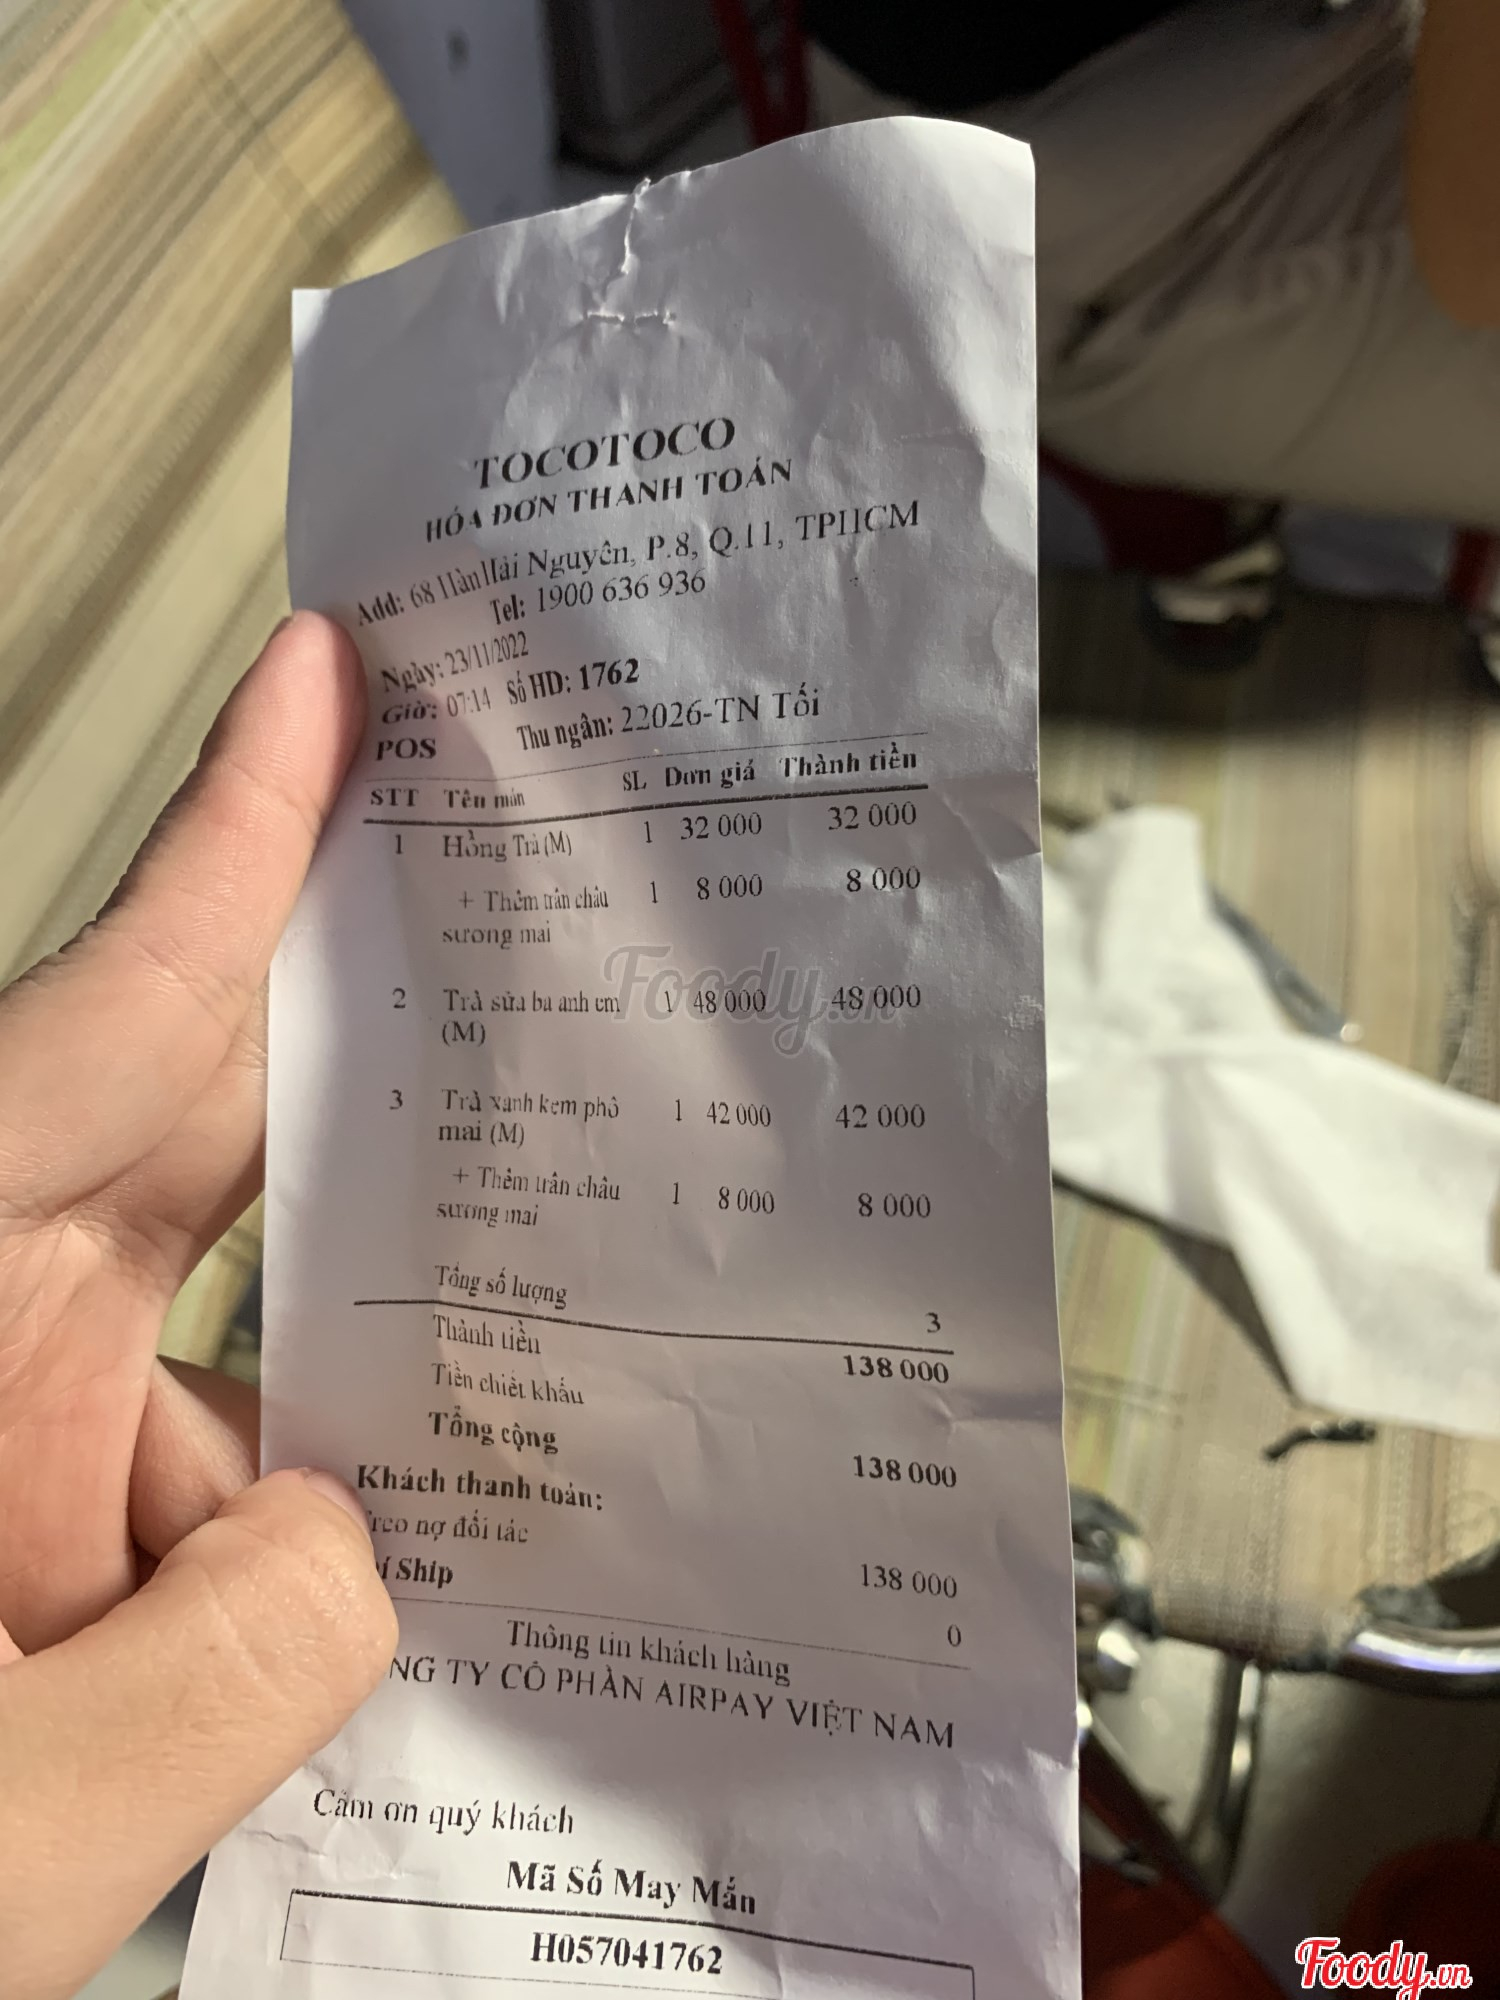 TOCOTOCO
HÓA ĐƠN THANH TOÁN
Add: 68 Hàn Hải Nguyên, P.8, Q.11, TPHCM
Tel: 1900 636 936
Ngày: 23/11/2022
Giờ: 07:14 Số HD: 1762
POS Thu ngân: 22026-TN Tối
STT Tên món SL Đơn giá Thành tiền
1 Hồng Trà (M) 1 32 000 32 000
+ Thêm trân châu 1 8 000 8 000
sương mai
2 Trà sữa ba anh em 1 48 000 48 000
(M)
3 Trà xanh kem phô 1 42 000 42 000
mai (M)
+ Thêm trân châu 1 8 000 8 000
sương mai
Tổng số lượng 3
Thành tiền 138 000
Tiền chiết khấu
Tổng cộng 138 000
Khách thanh toán:
Treo nợ đối tác 138 000
í Ship 0
Thông tin khách hàng
NG TY CỔ PHẦN AIRPAY VIỆT NAM
Cảm ơn quý khách
Mã Số May Mắn
H057041762
Foody.vn
Foody.vn